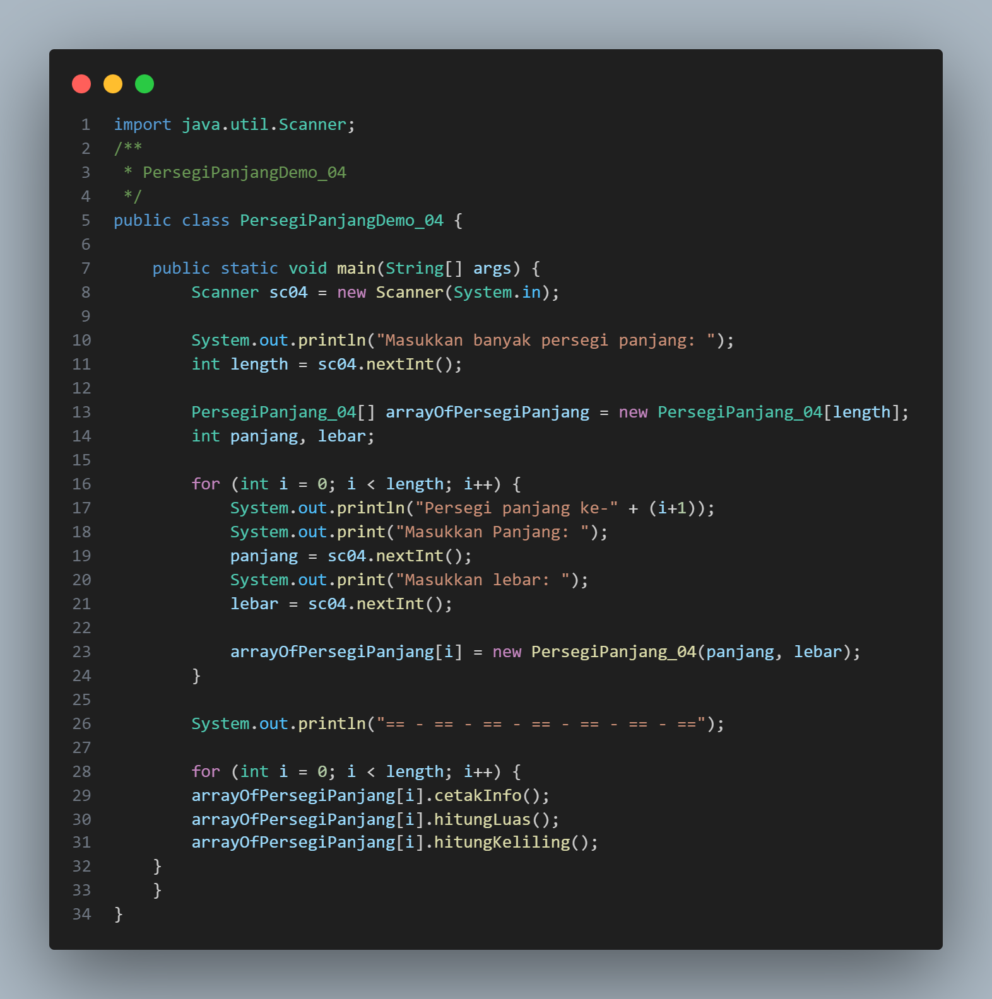 1 import java.util.Scanner;
2 /**
3  * PersegiPanjangDemo_04
4  */
5 public class PersegiPanjangDemo_04 {
6
7     public static void main(String[] args) {
8         Scanner sc04 = new Scanner(System.in);
9
10         System.out.println("Masukkan banyak persegi panjang: ");
11         int length = sc04.nextInt();
12
13         PersegiPanjang_04[] arrayOfPersegiPanjang = new PersegiPanjang_04[length];
14         int panjang, lebar;
15
16         for (int i = 0; i < length; i++) {
17             System.out.println("Persegi panjang ke-" + (i+1));
18             System.out.print("Masukkan Panjang: ");
19             panjang = sc04.nextInt();
20             System.out.print("Masukkan lebar: ");
21             lebar = sc04.nextInt();
22
23             arrayOfPersegiPanjang[i] = new PersegiPanjang_04(panjang, lebar);
24         }
25
26         System.out.println("== - == - == - == - == - == - ==");
27
28         for (int i = 0; i < length; i++) {
29         arrayOfPersegiPanjang[i].cetakInfo();
30         arrayOfPersegiPanjang[i].hitungLuas();
31         arrayOfPersegiPanjang[i].hitungKeliling();
32     }
33     }
34 }